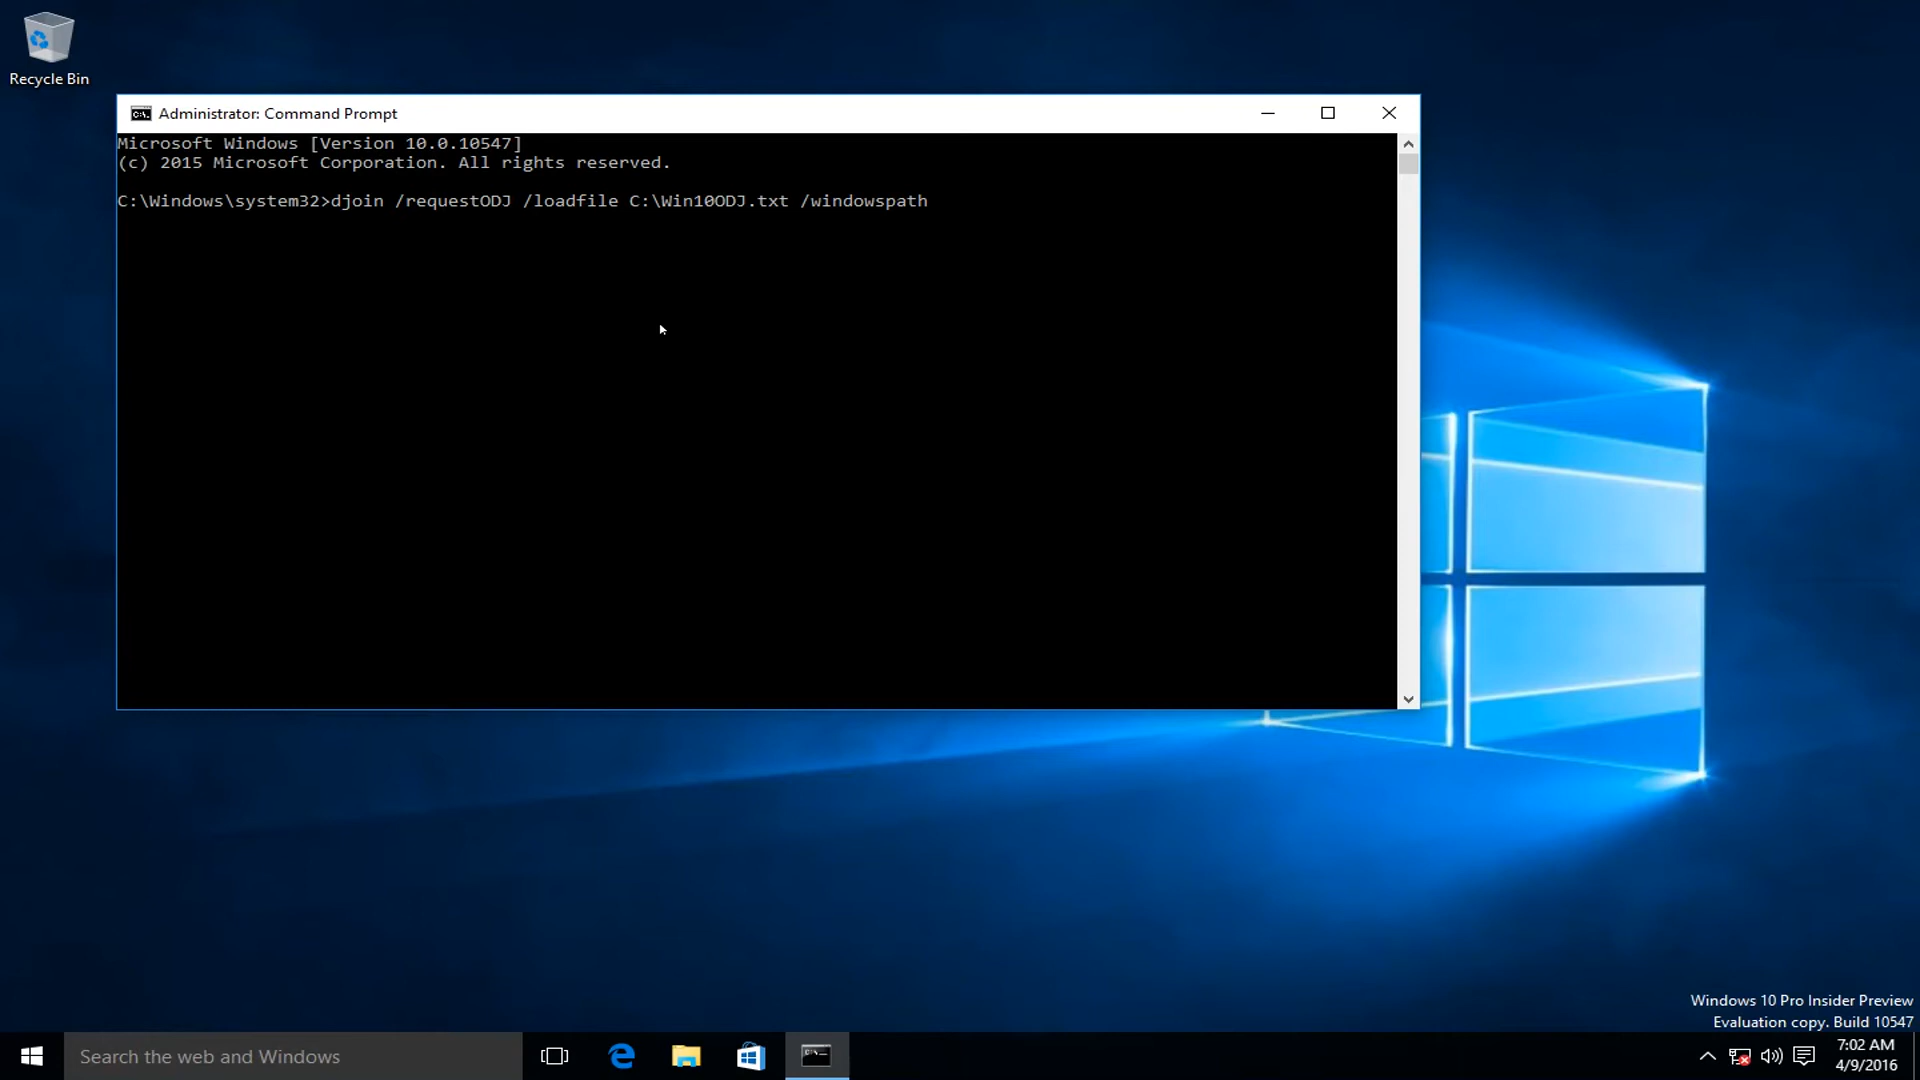 Recycle Bin
Administrator: Command Prompt
Microsoft Windows [Version 10.0.10547]
(c) 2015 Microsoft Corporation. All rights reserved.
C:\Windows\system32>djoin /requestODJ /loadfile C:\Win10ODJ.txt /windowspath
Windows 10 Pro Insider Preview
Evaluation copy. Build 10547
Search the web and Windows
7:02 AM
4/9/2016